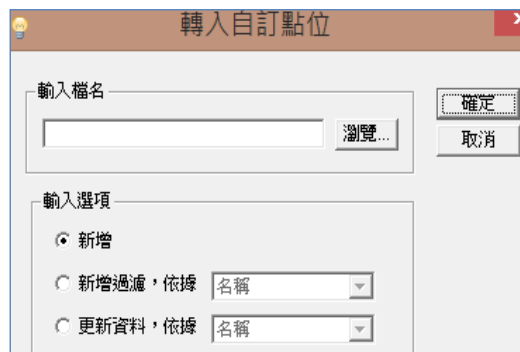 轉入自訂點位
輸入檔名
瀏覽...
確定
取消
輸入選項
新增
新增過濾，依據 名稱
更新資料，依據 名稱